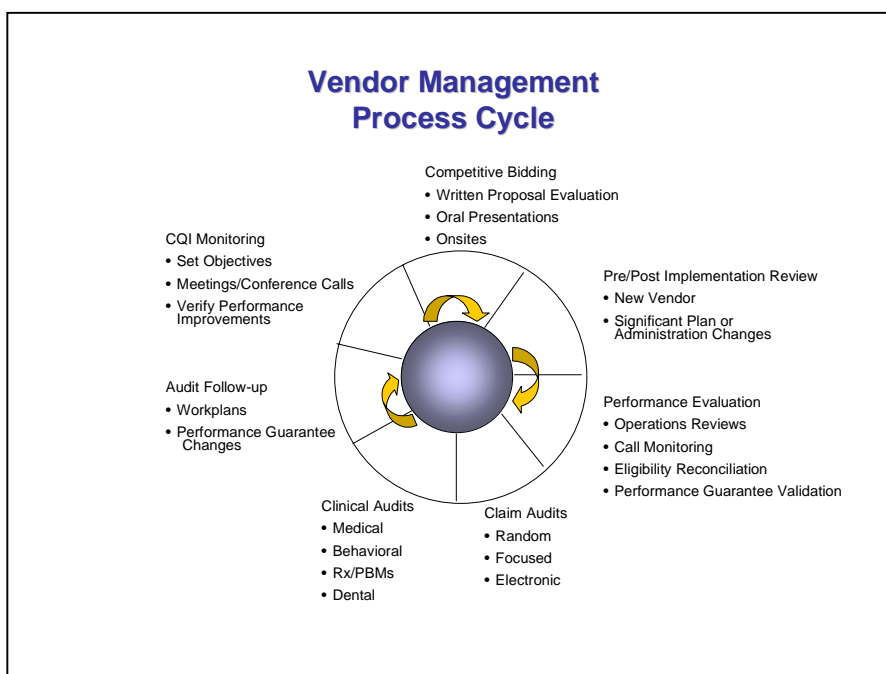 Vendor Management
Process Cycle
Competitive Bidding
• Written Proposal Evaluation
• Oral Presentations
• Onsites
Pre/Post Implementation Review
• New Vendor
• Significant Plan or
Administration Changes
Performance Evaluation
• Operations Reviews
• Call Monitoring
• Eligibility Reconciliation
• Performance Guarantee Validation
Claim Audits
• Random
• Focused
• Electronic
Clinical Audits
• Medical
• Behavioral
• Rx/PBMs
• Dental
Audit Follow-up
• Workplans
• Performance Guarantee
Changes
CQI Monitoring
• Set Objectives
• Meetings/Conference Calls
• Verify Performance
Improvements